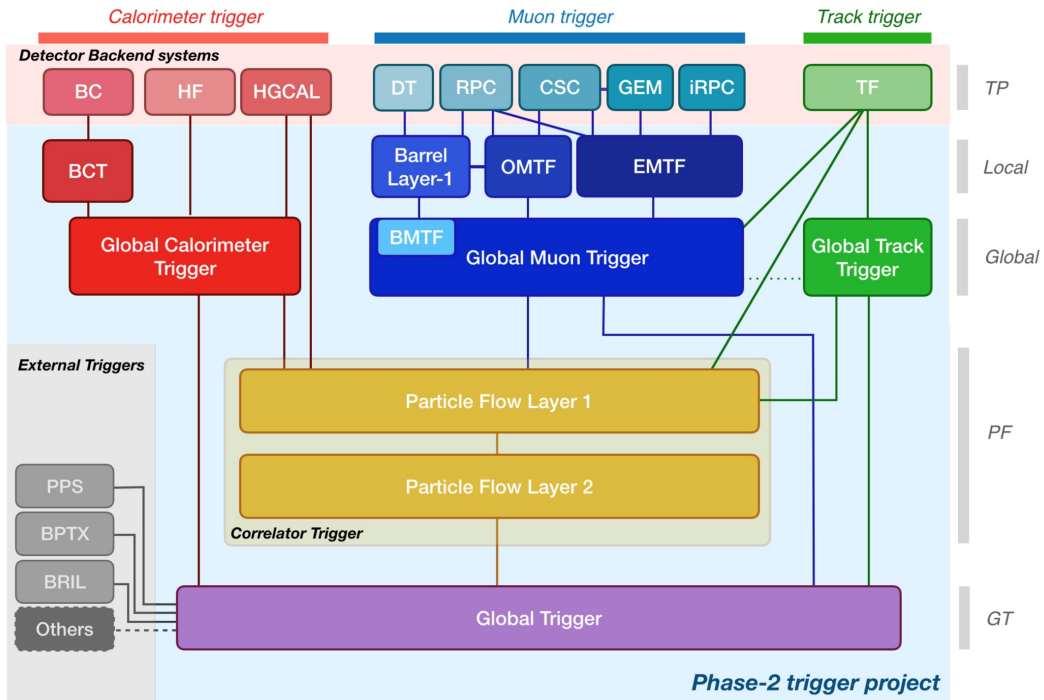 Calorimeter trigger
Muon trigger
Track trigger
Detector Backend systems
BC
HF
HGCAL
DT
RPC
CSC
GEM
iRPC
TF
TP
BCT
Barrel
Layer-1
OMTF
EMTF
Local
Global Calorimeter
Trigger
BMTF
Global Muon Trigger
Global Track
Trigger
Global
External Triggers
Particle Flow Layer 1
PF
Particle Flow Layer 2
Correlator Trigger
PPS
BPTX
BRIL
Others
Global Trigger
GT
Phase-2 trigger project